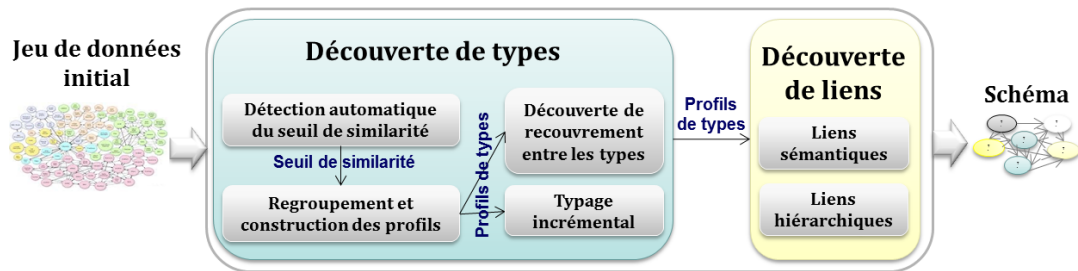 Jeu de données
initial
Découverte de types
Détection automatique
du seuil de similarité
Seuil de similarité
Regroupement et
construction des profils
Profils de types
Découverte de
recouvrement
entre les types
Typage
incrémental
Profils
de types
Découverte
de liens
Liens
sémantiques
Liens
hiérarchiques
Schéma